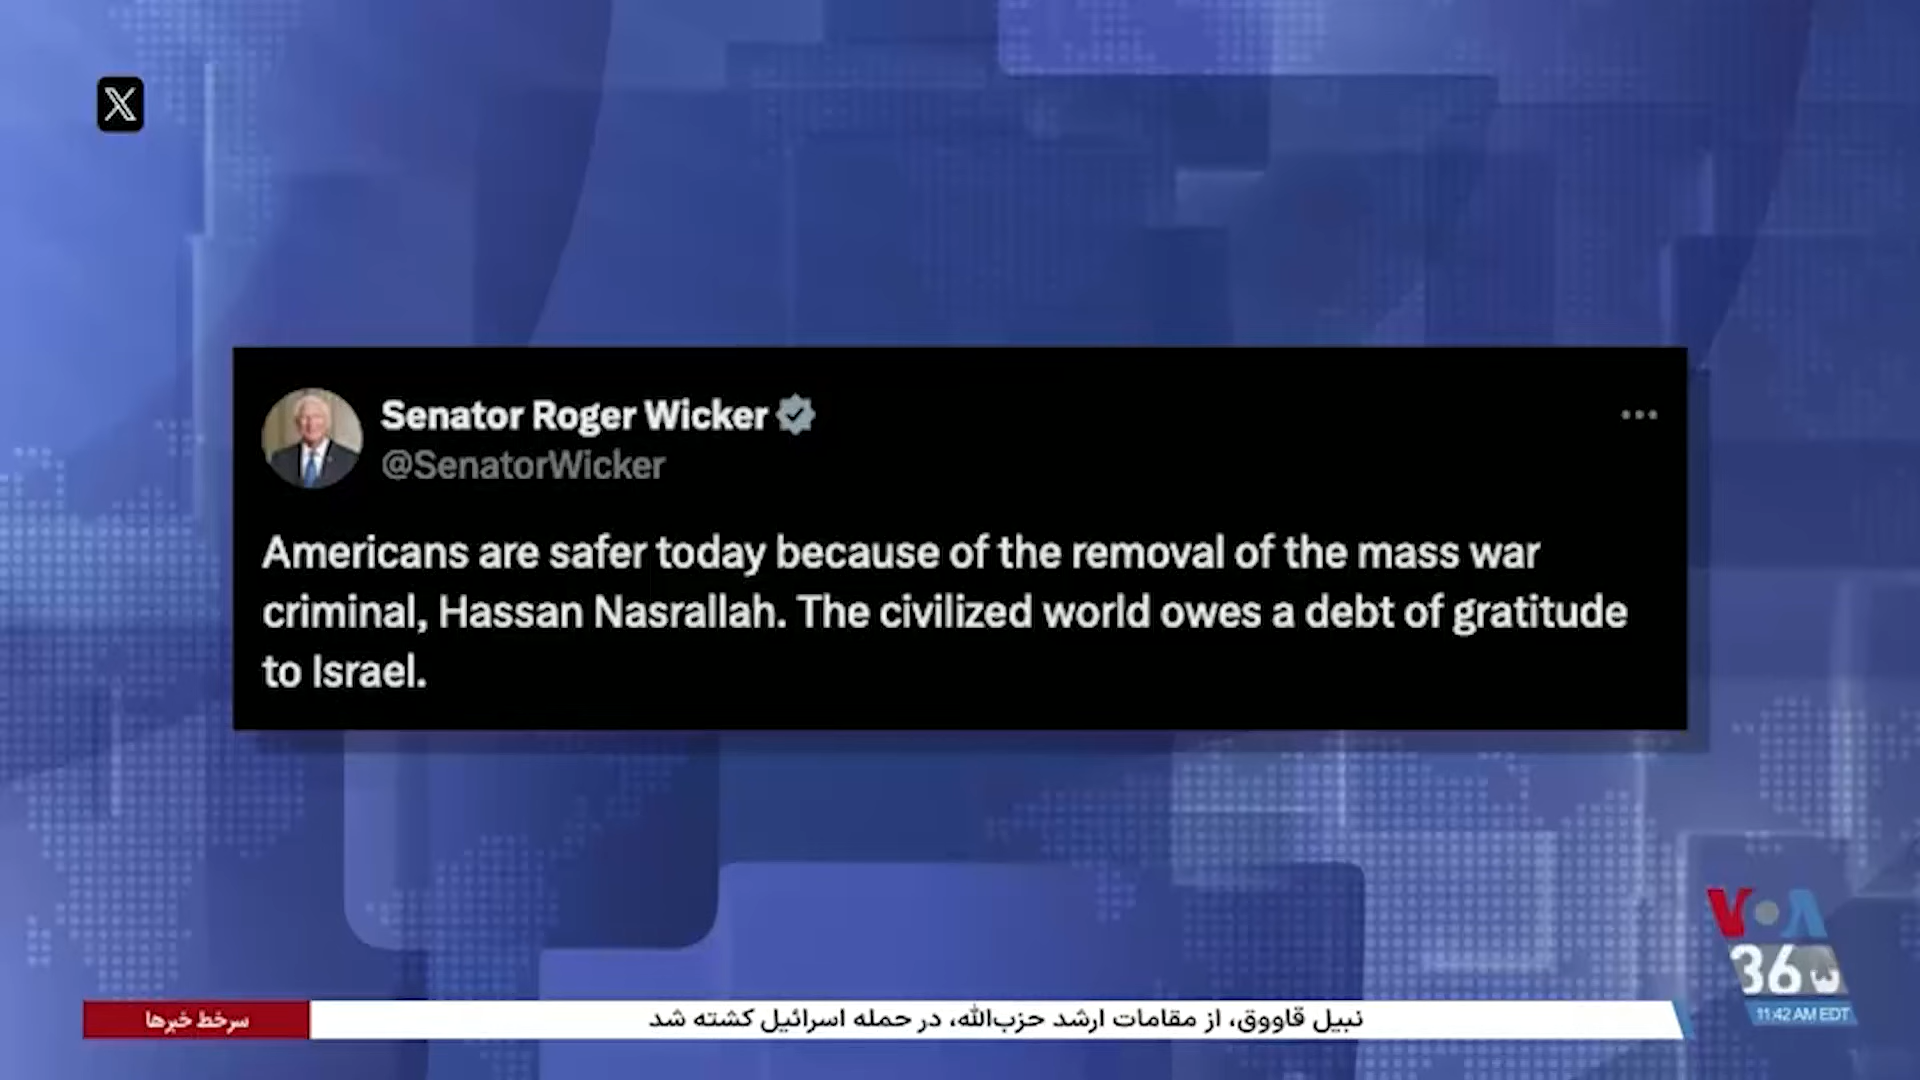 Senator Roger Wicker
@SenatorWicker
Americans are safer today because of the removal of the mass war
criminal, Hassan Nasrallah. The civilized world owes a debt of gratitude
to Israel.
VOA
36
11:42 AM EDT
سرخط خبرها
نبیل قاووق، از مقامات ارشد حزب‌الله، در حمله اسرائیل کشته شد